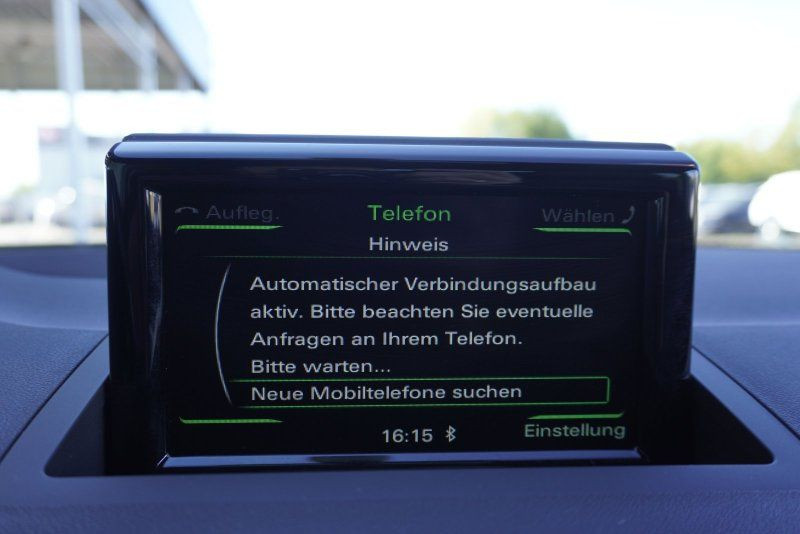 Aufleg. Telefon Wählen
Hinweis
Automatischer Verbindungsaufbau
aktiv. Bitte beachten Sie eventuelle
Anfragen an Ihrem Telefon.
Bitte warten...
Neue Mobiltelefone suchen
16:15 Einstellung